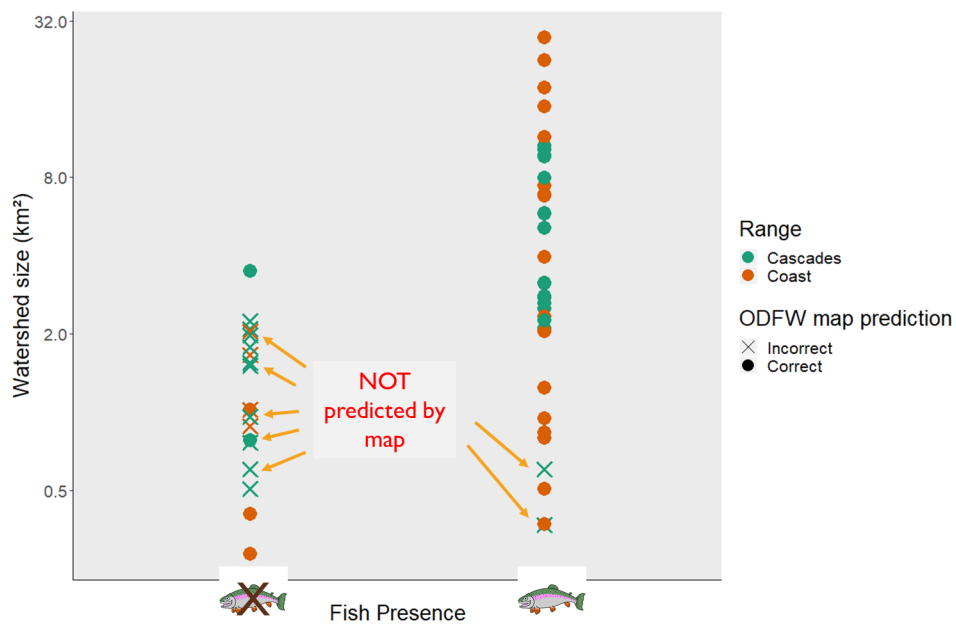 32.0
8.0
2.0
0.5
Watershed size (km²)
NOT
predicted by
map
Fish Presence
Range
Cascades
Coast
ODFW map prediction
Incorrect
Correct